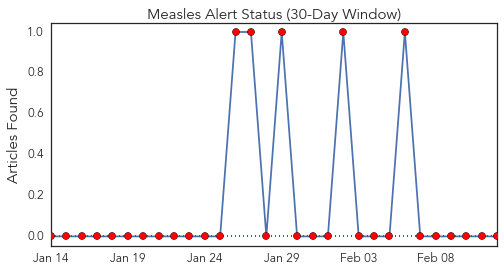 Measles Alert Status (30-Day Window)
Articles Found
1.0
0.8
0.6
0.4
0.2
0.0
Jan 14 Jan 19 Jan 24 Jan 29 Feb 03 Feb 08